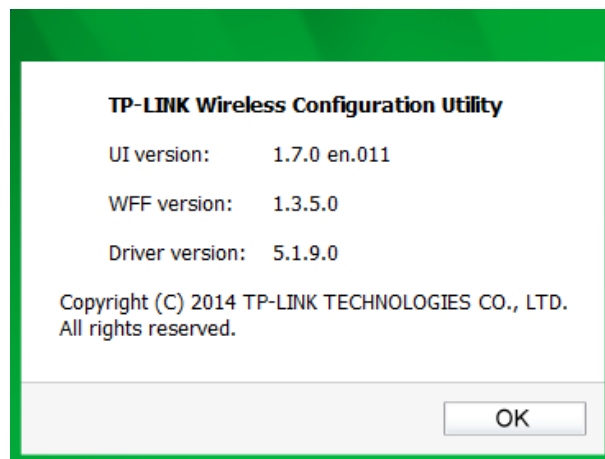 TP-LINK Wireless Configuration Utility
UI version: 1.7.0 en.011
WFF version: 1.3.5.0
Driver version: 5.1.9.0
Copyright (C) 2014 TP-LINK TECHNOLOGIES CO., LTD.
All rights reserved.
OK